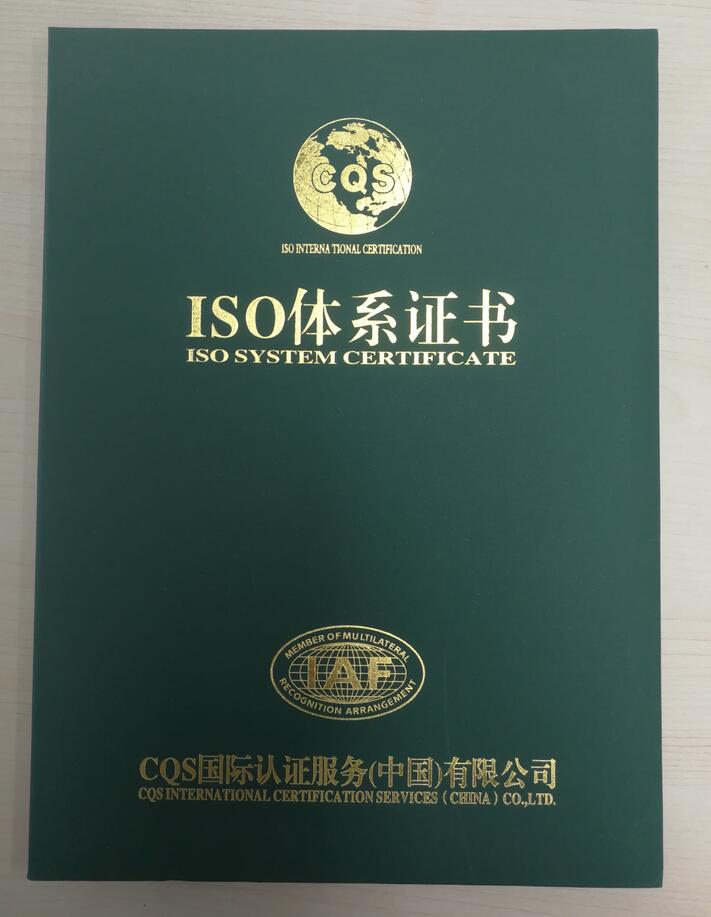 CQS
ISO INTERNATIONAL CERTIFICATION
ISO体系证书
ISO SYSTEM CERTIFICATE
MEMBER OF MULTILATERAL
IAF
RECOGNITION ARRANGEMENT
CQS国际认证服务(中国)有限公司
CQS INTERNATIONAL CERTIFICATION SERVICES (CHINA) CO.,LTD.